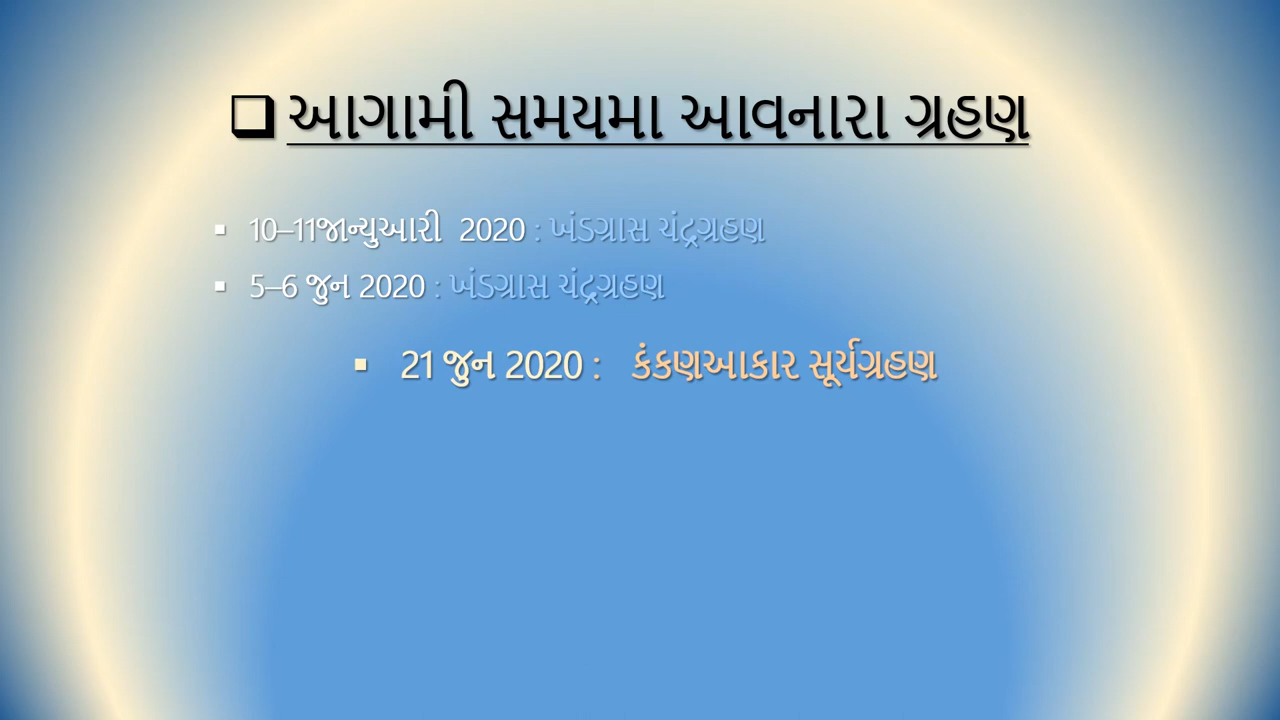 ❑ આગામી સમયમા આવનારા ગ્રહણ
▪ 10–11જાન્યુઆરી 2020 : ખંડગ્રાસ ચંદ્રગ્રહણ
▪ 5–6 જુન 2020 : ખંડગ્રાસ ચંદ્રગ્રહણ
▪ 21 જુન 2020 : કંકણઆકાર સૂર્યગ્રહણ